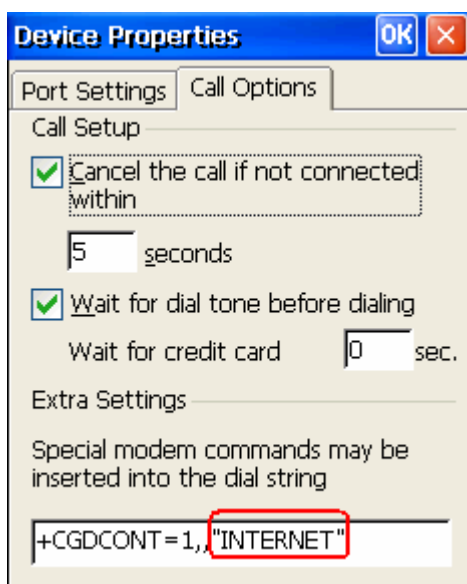 Device Properties OK
Port Settings Call Options
Call Setup
Cancel the call if not connected
within
5 seconds
Wait for dial tone before dialing
Wait for credit card 0 sec.
Extra Settings
Special modem commands may be
inserted into the dial string
+CGDCONT=1,,"INTERNET"